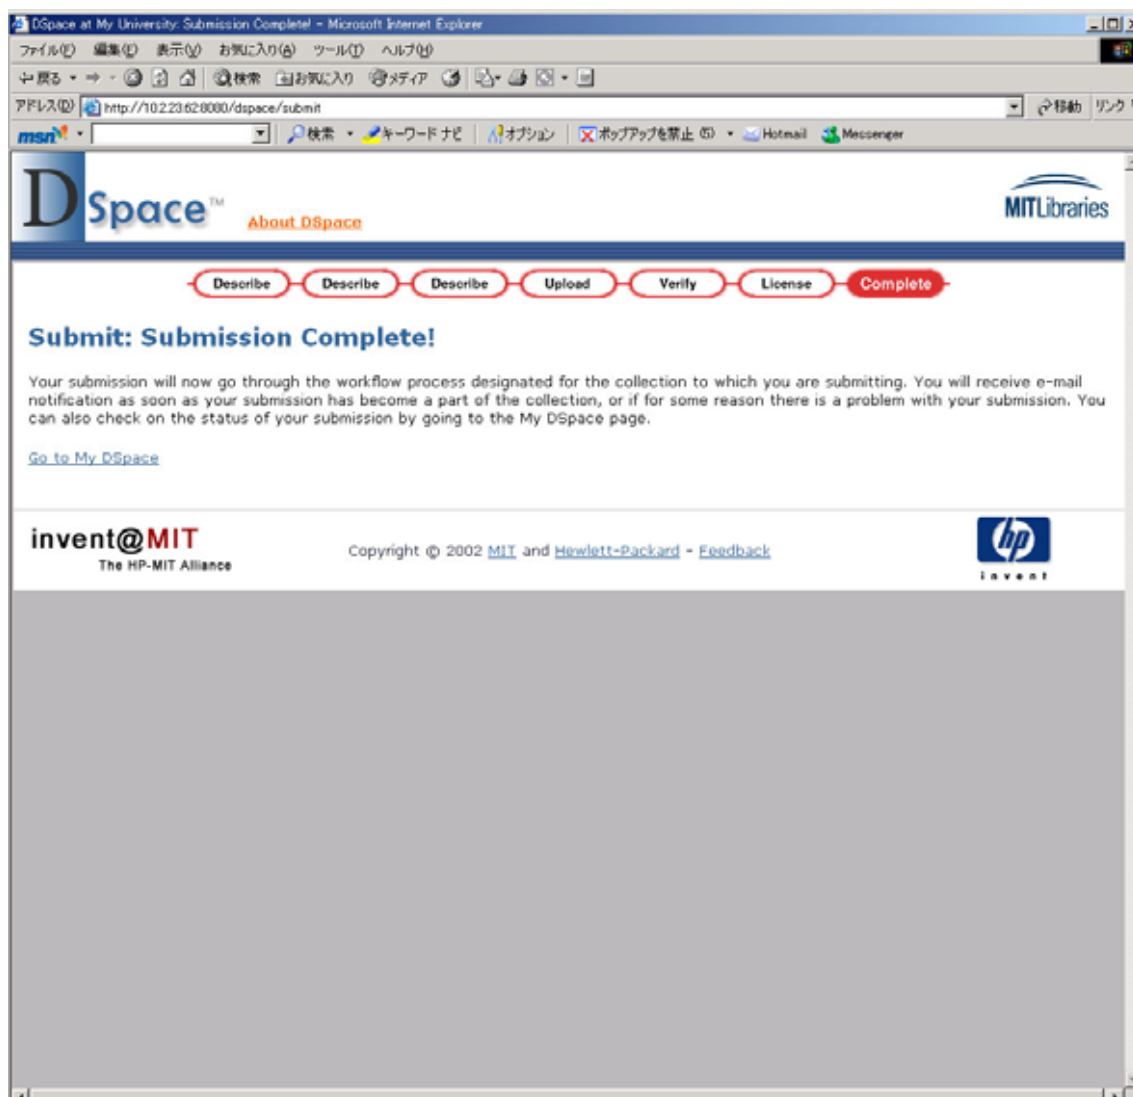 DSpace at My University: Submission Complete! - Microsoft Internet Explorer
ファイル(F) 編集(E) 表示(V) お気に入り(A) ツール(T) ヘルプ(H)
戻る 検索 お気に入り メディア
アドレス(D) http://10.2.23.62:8080/dspace/submit 移動 リンク
msn 検索 キーワード ナビ オプション ポップアップを禁止 (5) Hotmail Messenger
DSpace™ About DSpace MITLibraries
Describe Describe Describe Upload Verify License Complete
Submit: Submission Complete!
Your submission will now go through the workflow process designated for the collection to which you are submitting. You will receive e-mail
notification as soon as your submission has become a part of the collection, or if for some reason there is a problem with your submission. You
can also check on the status of your submission by going to the My DSpace page.
Go to My DSpace
invent@MIT
The HP-MIT Alliance
Copyright © 2002 MIT and Hewlett-Packard - Feedback
hp
invent